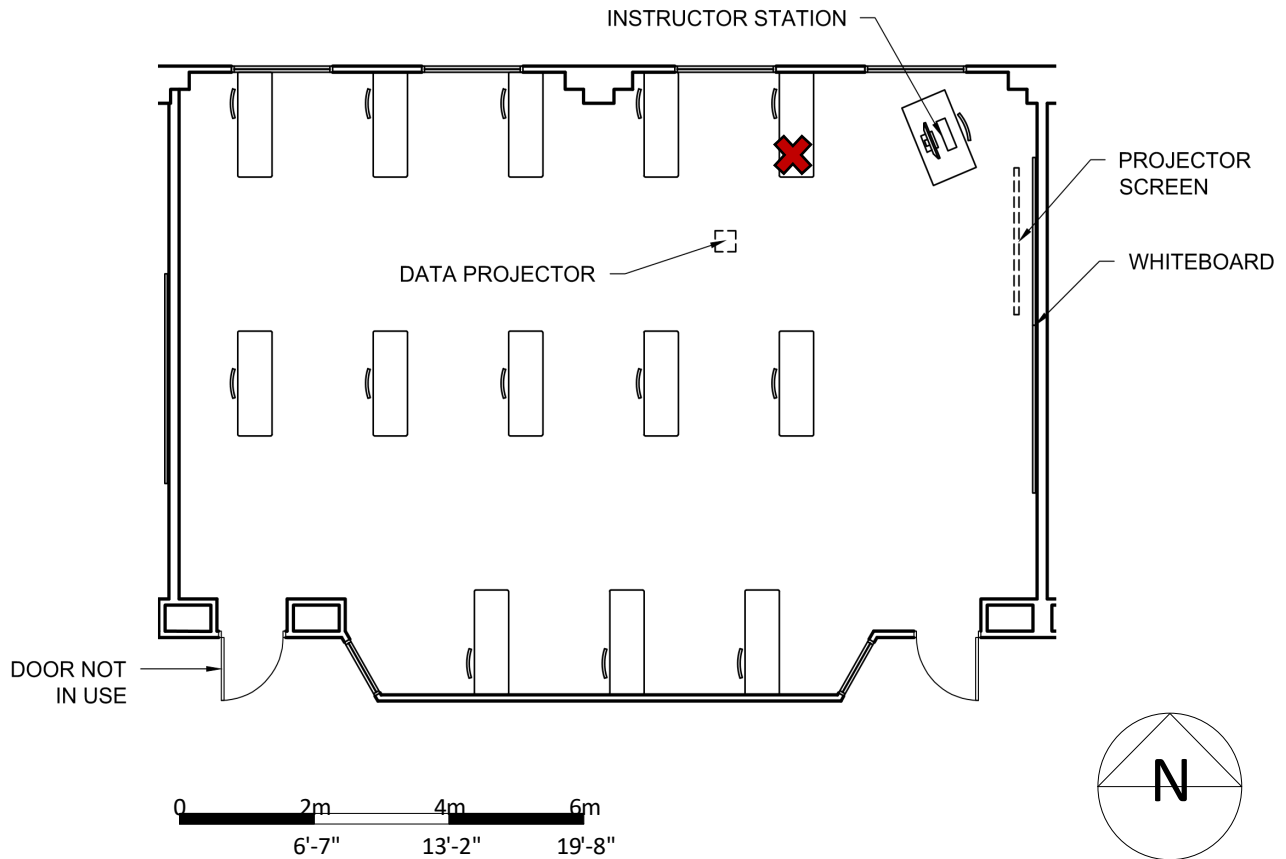 INSTRUCTOR STATION
PROJECTOR
SCREEN
DATA PROJECTOR
WHITEBOARD
DOOR NOT
IN USE
N
0 2m 4m 6m
6'-7" 13'-2" 19'-8"